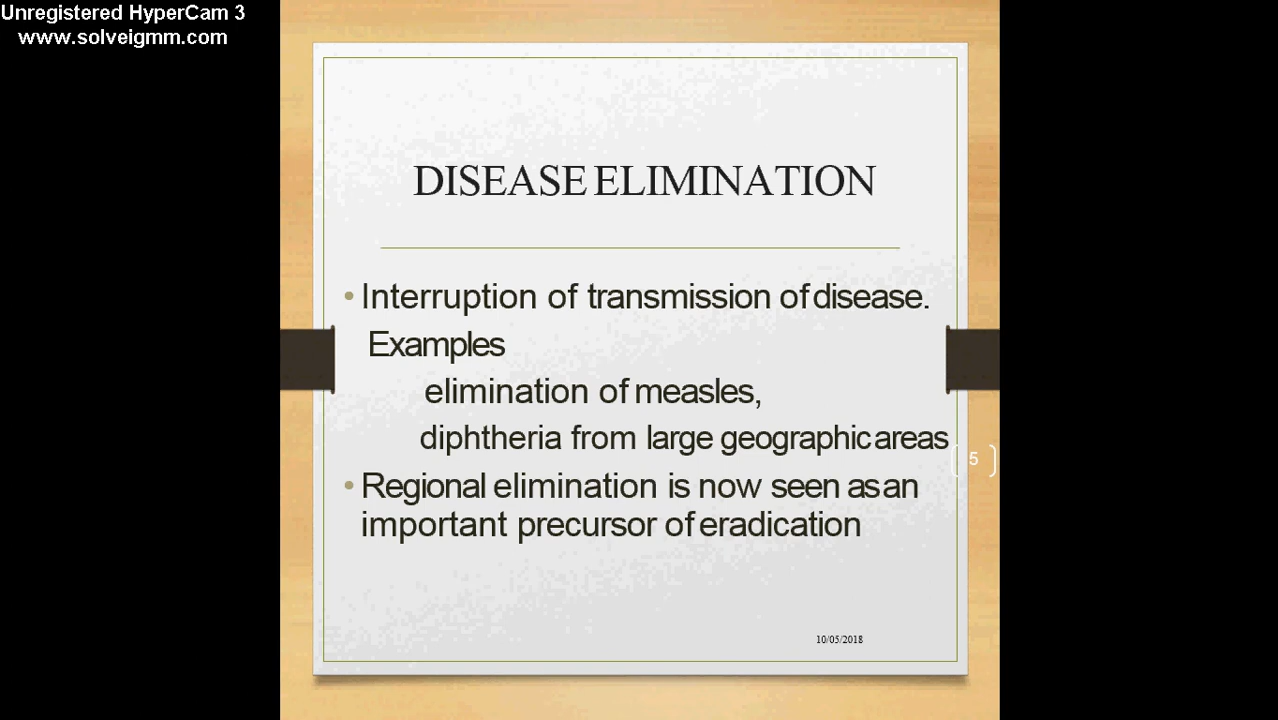 Unregistered HyperCam 3
www.solveigmm.com
DISEASE ELIMINATION
• Interruption of transmission of disease.
Examples
elimination of measles,
diphtheria from large geographic areas
5
• Regional elimination is now seen as an
important precursor of eradication
10/05/2018